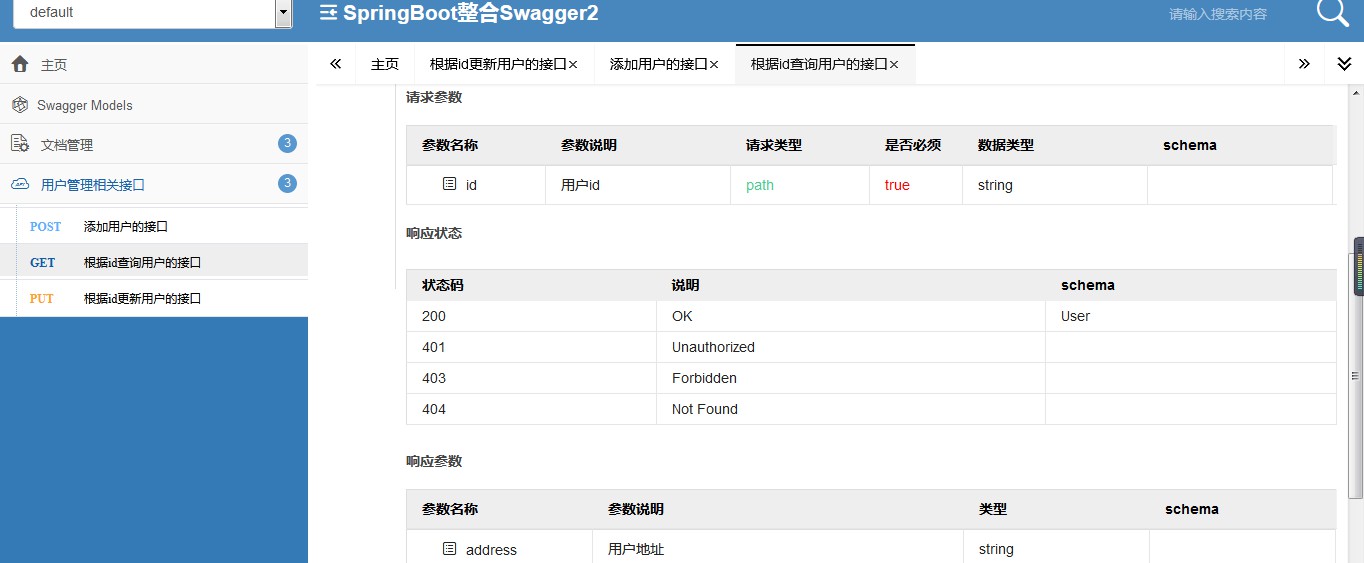 default
SpringBoot整合Swagger2
请输入搜索内容
主页
Swagger Models
文档管理 3
用户管理相关接口 3
POST 添加用户的接口
GET 根据id查询用户的接口
PUT 根据id更新用户的接口
主页 根据id更新用户的接口× 添加用户的接口× 根据id查询用户的接口×
请求参数
参数名称 参数说明 请求类型 是否必须 数据类型 schema
id 用户id path true string
响应状态
状态码 说明 schema
200 OK User
401 Unauthorized
403 Forbidden
404 Not Found
响应参数
参数名称 参数说明 类型 schema
address 用户地址 string